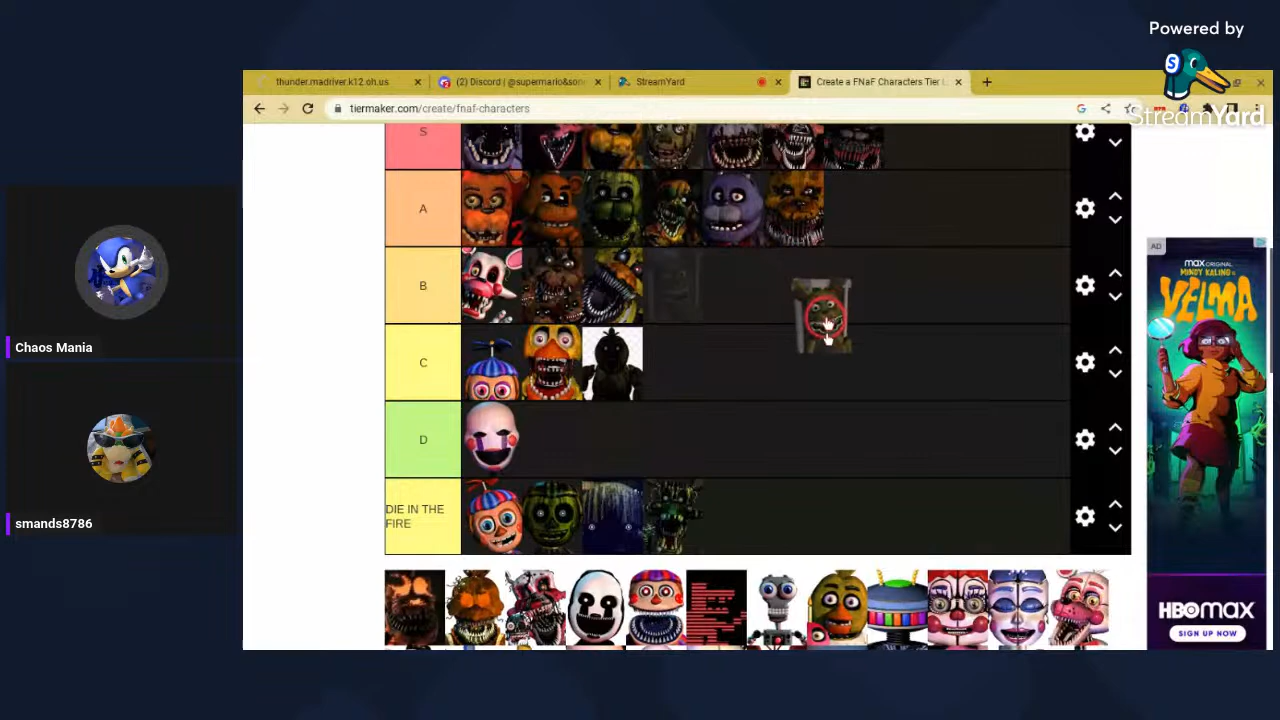 Powered by
StreamYard
thunder.madriver.k12.oh.us
(2) Discord | @supermario&son
StreamYard
Create a FNaF Characters Tier L
tiermaker.com/create/fnaf-characters
S
A
B
C
D
DIE IN THE
FIRE
Chaos Mania
smands8786
AD
max ORIGINAL
MINDY KALING IS
VELMA
HBOMAX
SIGN UP NOW